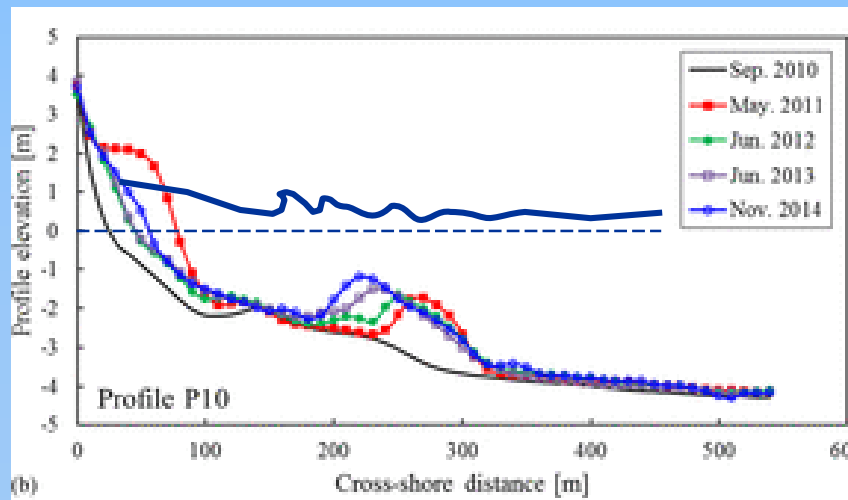 5
4
3
2
1
0
-1
-2
-3
-4
-5
Profile elevation [m]
Sep. 2010
May. 2011
Jun. 2012
Jun. 2013
Nov. 2014
Profile P10
0
100
200
300
400
500
600
(b)
Cross-shore distance [m]